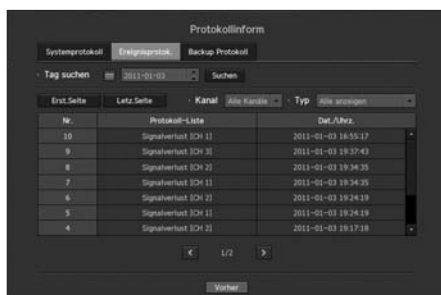 Protokollinform
Systemprotokoll Ereignisprotok. Backup Protokoll
· Tag suchen 2011-01-03 Suchen
Erst.Seite Letz.Seite · Kanal Alle Kanäle · Typ Alle anzeigen
Nr. Protokoll-Liste Dat./Uhrz.
10 Signalverlust [CH 1] 2011-01-03 16:55:17
9 Signalverlust [CH 3] 2011-01-03 19:37:43
8 Signalverlust [CH 2] 2011-01-03 19:34:35
7 Signalverlust [CH 1] 2011-01-03 19:34:35
6 Signalverlust [CH 2] 2011-01-03 19:24:19
5 Signalverlust [CH 1] 2011-01-03 19:24:19
4 Signalverlust [CH 2] 2011-01-03 19:17:18
1/2
Vorher